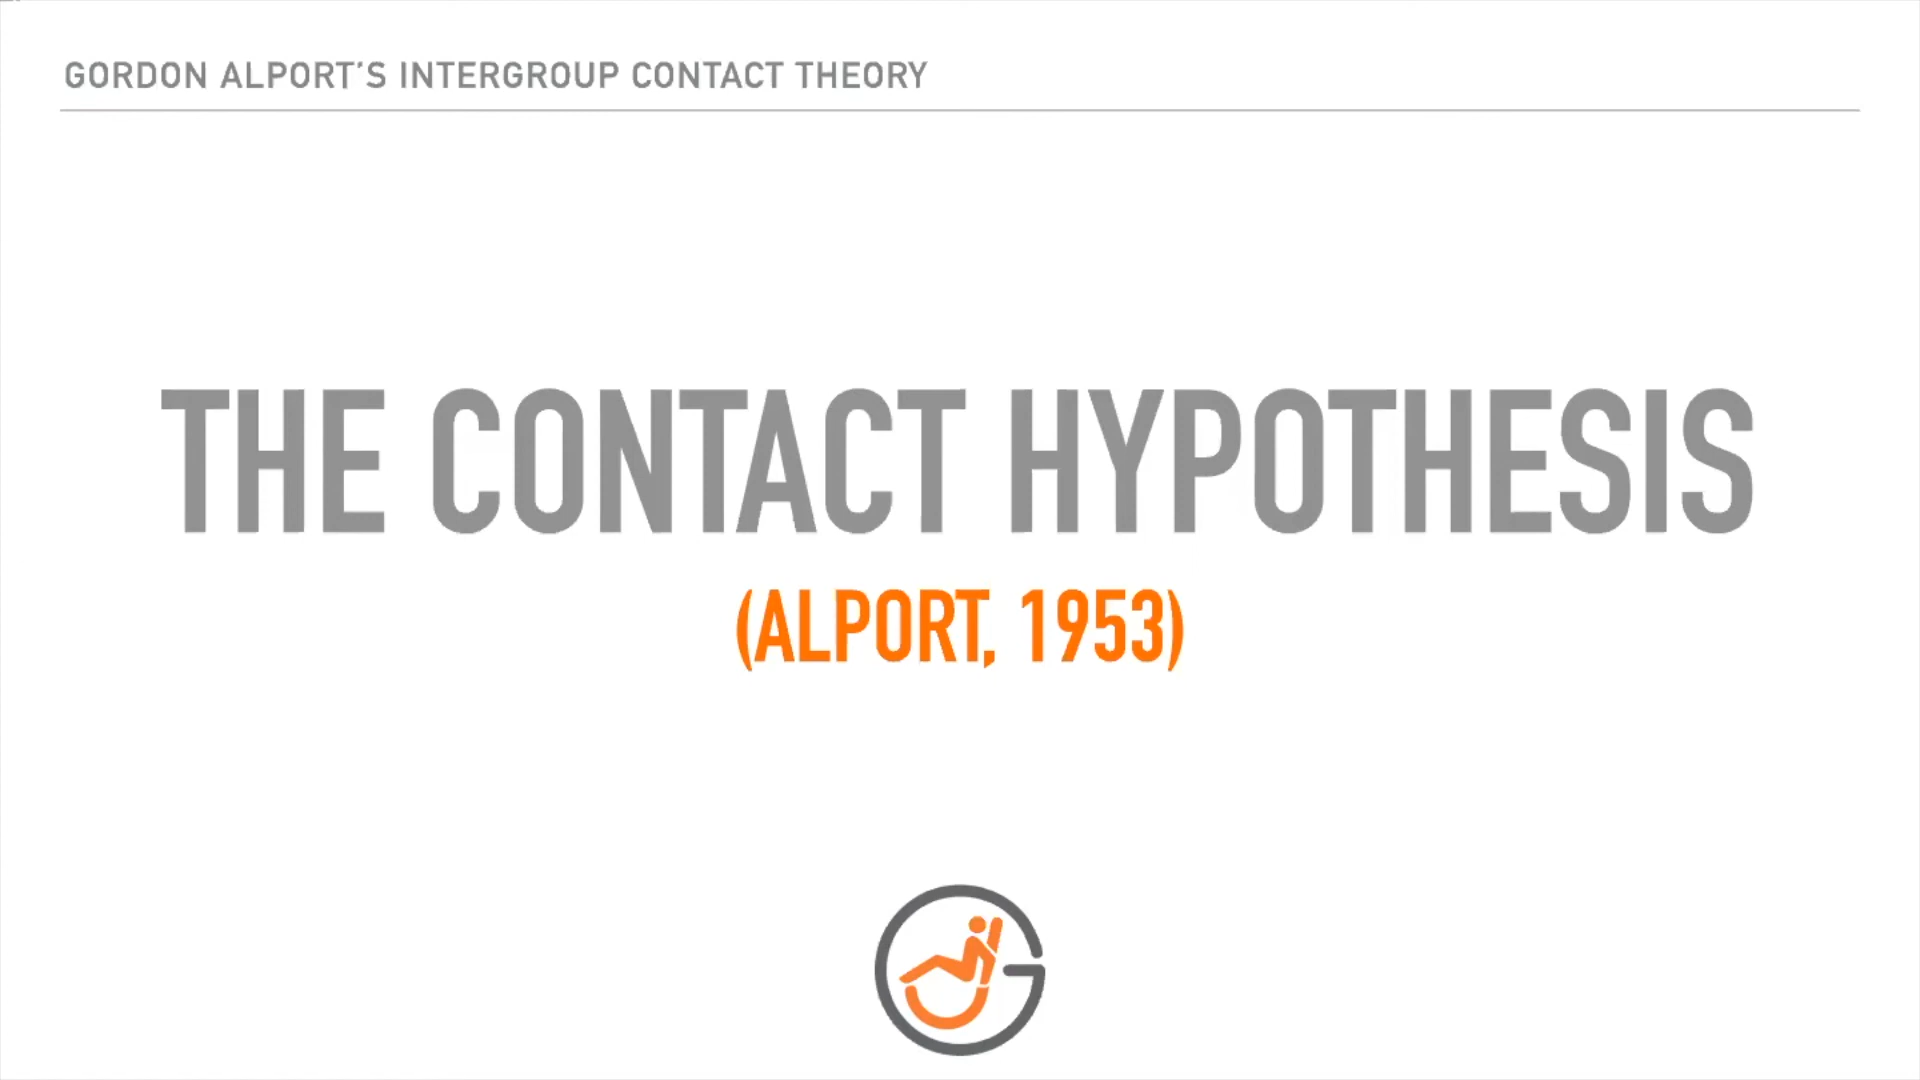 GORDON ALPORT'S INTERGROUP CONTACT THEORY
THE CONTACT HYPOTHESIS
(ALPORT, 1953)